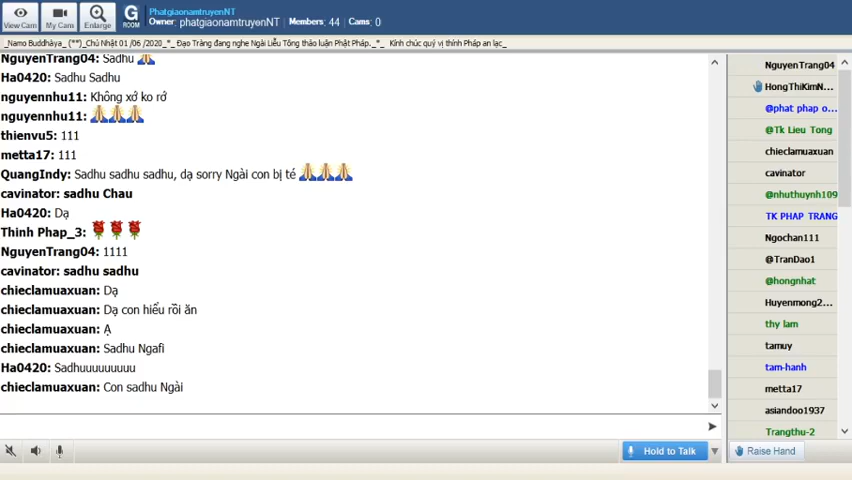 PhatgiaonamtruyenNT
Owner: phatgiaonamtruyenNT Members: 44 Cams: 0
View Cam My Cam Enlarge G ROOM
_Namo Buddhàya_ (**)_Chủ Nhật 01 /06 /2020_*_ Đạo Tràng đang nghe Ngài Liễu Tông thảo luận Phật Pháp._*_ Kính chúc quý vị thính Pháp an lạc_
NguyenTrang04: Sadhu
Ha0420: Sadhu Sadhu
nguyennhu11: Không xớ ko rớ
nguyennhu11:
thienvu5: 111
metta17: 111
QuangIndy: Sadhu sadhu sadhu, dạ sorry Ngài con bị té
cavinator: sadhu Chau
Ha0420: Dạ
Thinh Phap_3:
NguyenTrang04: 1111
cavinator: sadhu sadhu
chieclamuaxuan: Dạ
chieclamuaxuan: Dạ con hiểu rồi ăn
chieclamuaxuan: Ạ
chieclamuaxuan: Sadhu Ngafi
Ha0420: Sadhuuuuuuuuu
chieclamuaxuan: Con sadhu Ngài
NguyenTrang04
HongThiKimN...
@phat phap o...
@Tk Lieu Tong
chieclamuaxuan
cavinator
@nhuthuynh109
TK PHAP TRANG
Ngochan111
@TranDao1
@hongnhat
Huyenmong2...
thy lam
tamuy
tam-hanh
metta17
asiandoo1937
Trangthu-2
Hold to Talk
Raise Hand